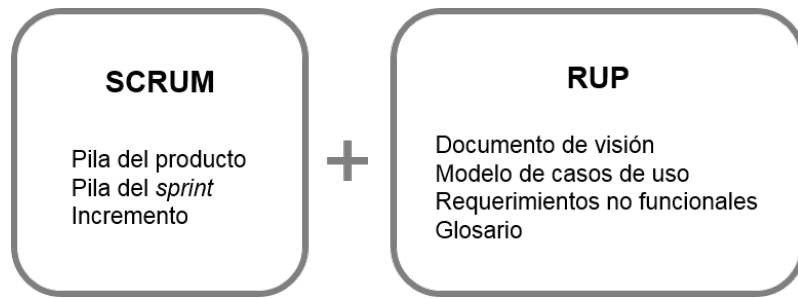 SCRUM
Pila del producto
Pila del sprint
Incremento
+
RUP
Documento de visión
Modelo de casos de uso
Requerimientos no funcionales
Glosario